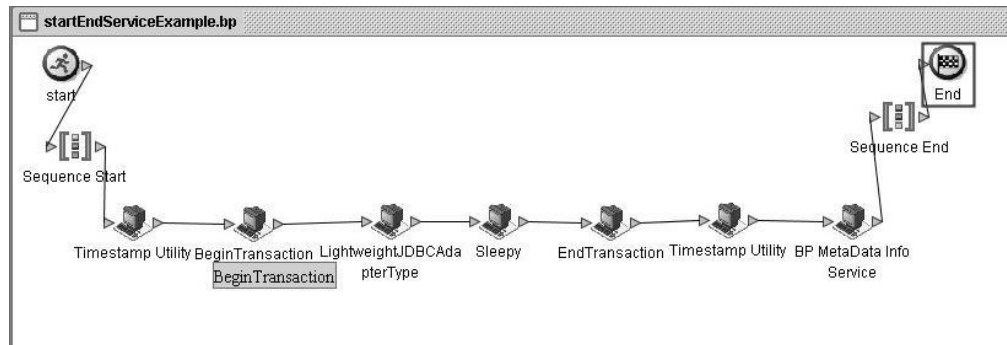 startEndServiceExample.bp
start
End
Sequence Start
Sequence End
Timestamp Utility
BeginTransaction
LightweightJDBCAda
pterType
Sleepy
EndTransaction
Timestamp Utility
BP MetaData Info
Service
BeginTransaction